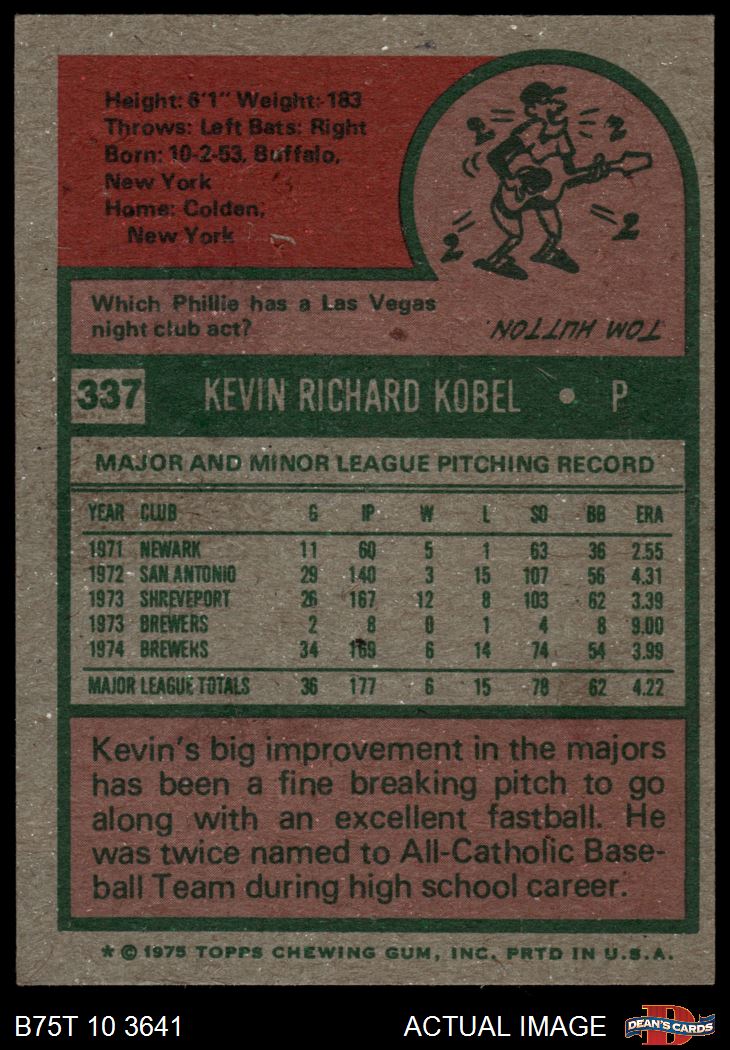 Height: 6'1" Weight: 183
Throws: Left Bats: Right
Born: 10-2-53, Buffalo,
New York
Home: Colden,
New York
2 2
2 2
Which Phillie has a Las Vegas
night club act?
TOM HUTTON.
337 KEVIN RICHARD KOBEL • P
MAJOR AND MINOR LEAGUE PITCHING RECORD
YEAR CLUB G IP W L SO BB ERA
1971 NEWARK 11 60 5 1 63 36 2.55
1972 SAN ANTONIO 29 140 3 15 107 56 4.31
1973 SHREVEPORT 26 167 12 8 103 62 3.39
1973 BREWERS 2 8 0 1 4 8 9.00
1974 BREWERS 34 169 6 14 74 54 3.99
MAJOR LEAGUE TOTALS 36 177 6 15 78 62 4.22
Kevin's big improvement in the majors
has been a fine breaking pitch to go
along with an excellent fastball. He
was twice named to All-Catholic Base-
ball Team during high school career.
* © 1975 TOPPS CHEWING GUM, INC. PRTD IN U.S.A.
B75T 10 3641 ACTUAL IMAGE D DEAN'S CARDS